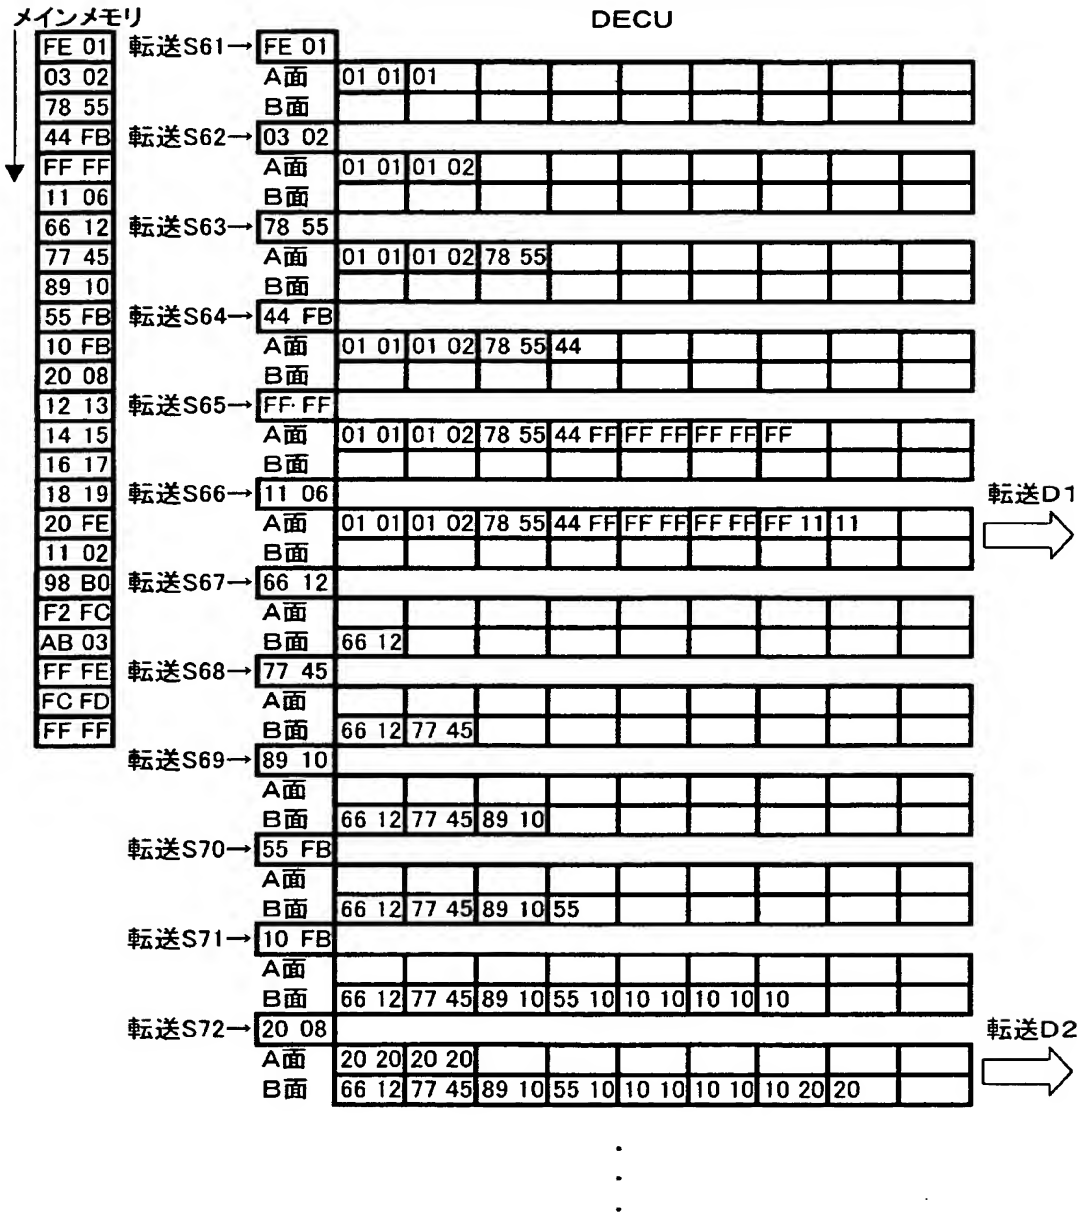 メインメモリ DECU
FE 01 転送S61→ FE 01
03 02 A面 01 01 01
78 55 B面
44 FB 転送S62→ 03 02
FF FF A面 01 01 01 02
11 06 B面
66 12 転送S63→ 78 55
77 45 A面 01 01 01 02 78 55
89 10 B面
55 FB 転送S64→ 44 FB
10 FB A面 01 01 01 02 78 55 44
20 08 B面
12 13 転送S65→ FF FF
14 15 A面 01 01 01 02 78 55 44 FF FF FF FF FF FF
16 17 B面
18 19 転送S66→ 11 06 転送D1
20 FE A面 01 01 01 02 78 55 44 FF FF FF FF FF FF 11 11
11 02 B面
98 B0 転送S67→ 66 12
F2 FC A面
AB 03 B面 66 12
FF FE 転送S68→ 77 45
FC FD A面
FF FF B面 66 12 77 45
転送S69→ 89 10
A面
B面 66 12 77 45 89 10
転送S70→ 55 FB
A面
B面 66 12 77 45 89 10 55
転送S71→ 10 FB
A面
B面 66 12 77 45 89 10 55 10 10 10 10 10 10
転送S72→ 20 08 転送D2
A面 20 20 20 20
B面 66 12 77 45 89 10 55 10 10 10 10 10 10 20 20